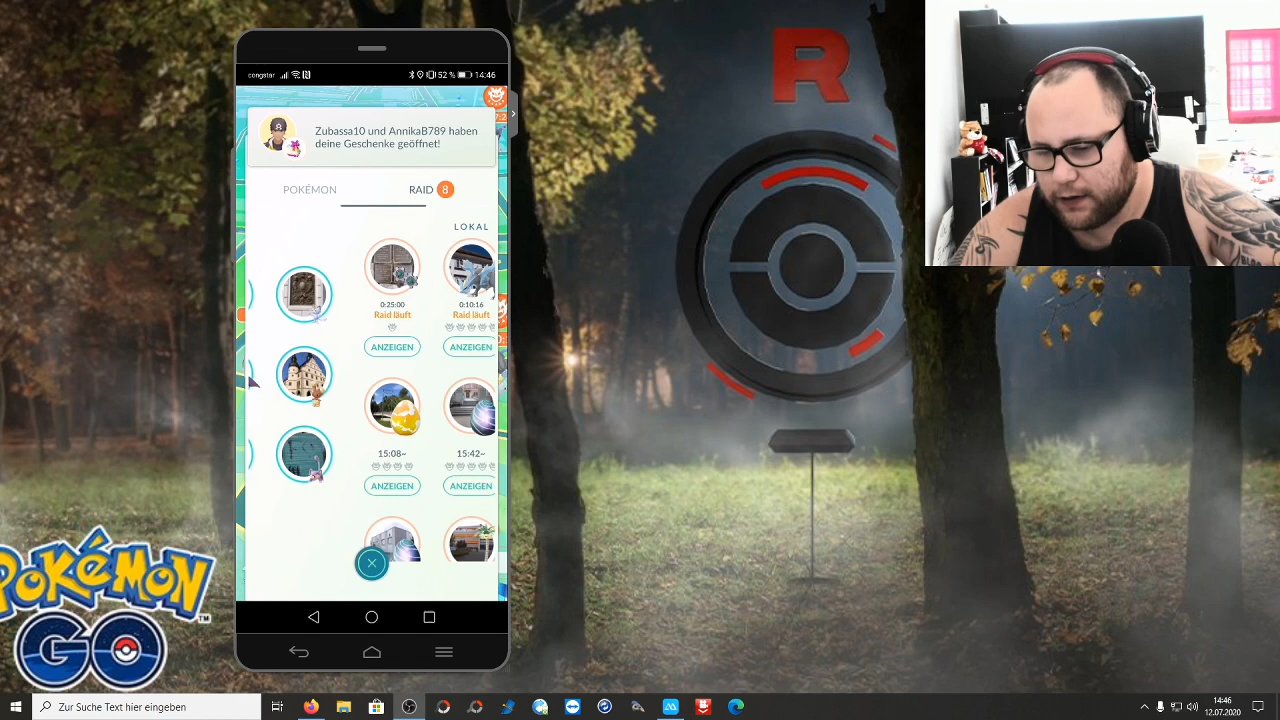 R
congstar
52 % 14:46
Zubassa10 und AnnikaB789 haben
deine Geschenke geöffnet!
POKÉMON
RAID 8
LOKAL
0:25:00
Raid läuft
ANZEIGEN
0:10:16
Raid läuft
ANZEIGEN
15:08~
ANZEIGEN
15:42~
ANZEIGEN
POKÉMON
TM
GO
Zur Suche Text hier eingeben
14:46
12.07.2020